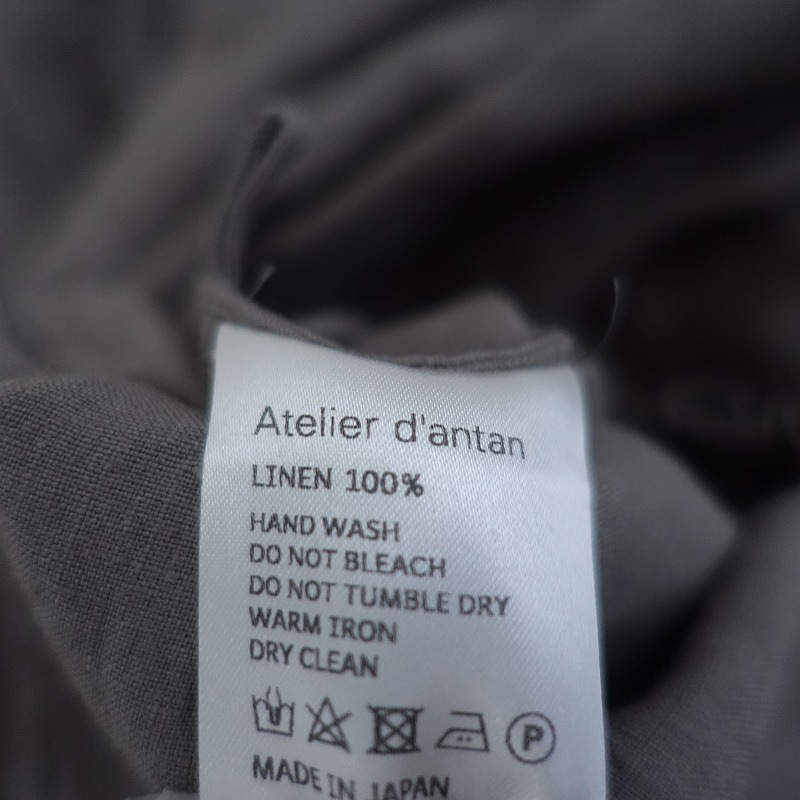 Atelier d'antan
LINEN 100%
HAND WASH
DO NOT BLEACH
DO NOT TUMBLE DRY
WARM IRON
DRY CLEAN
P
MADE IN JAPAN